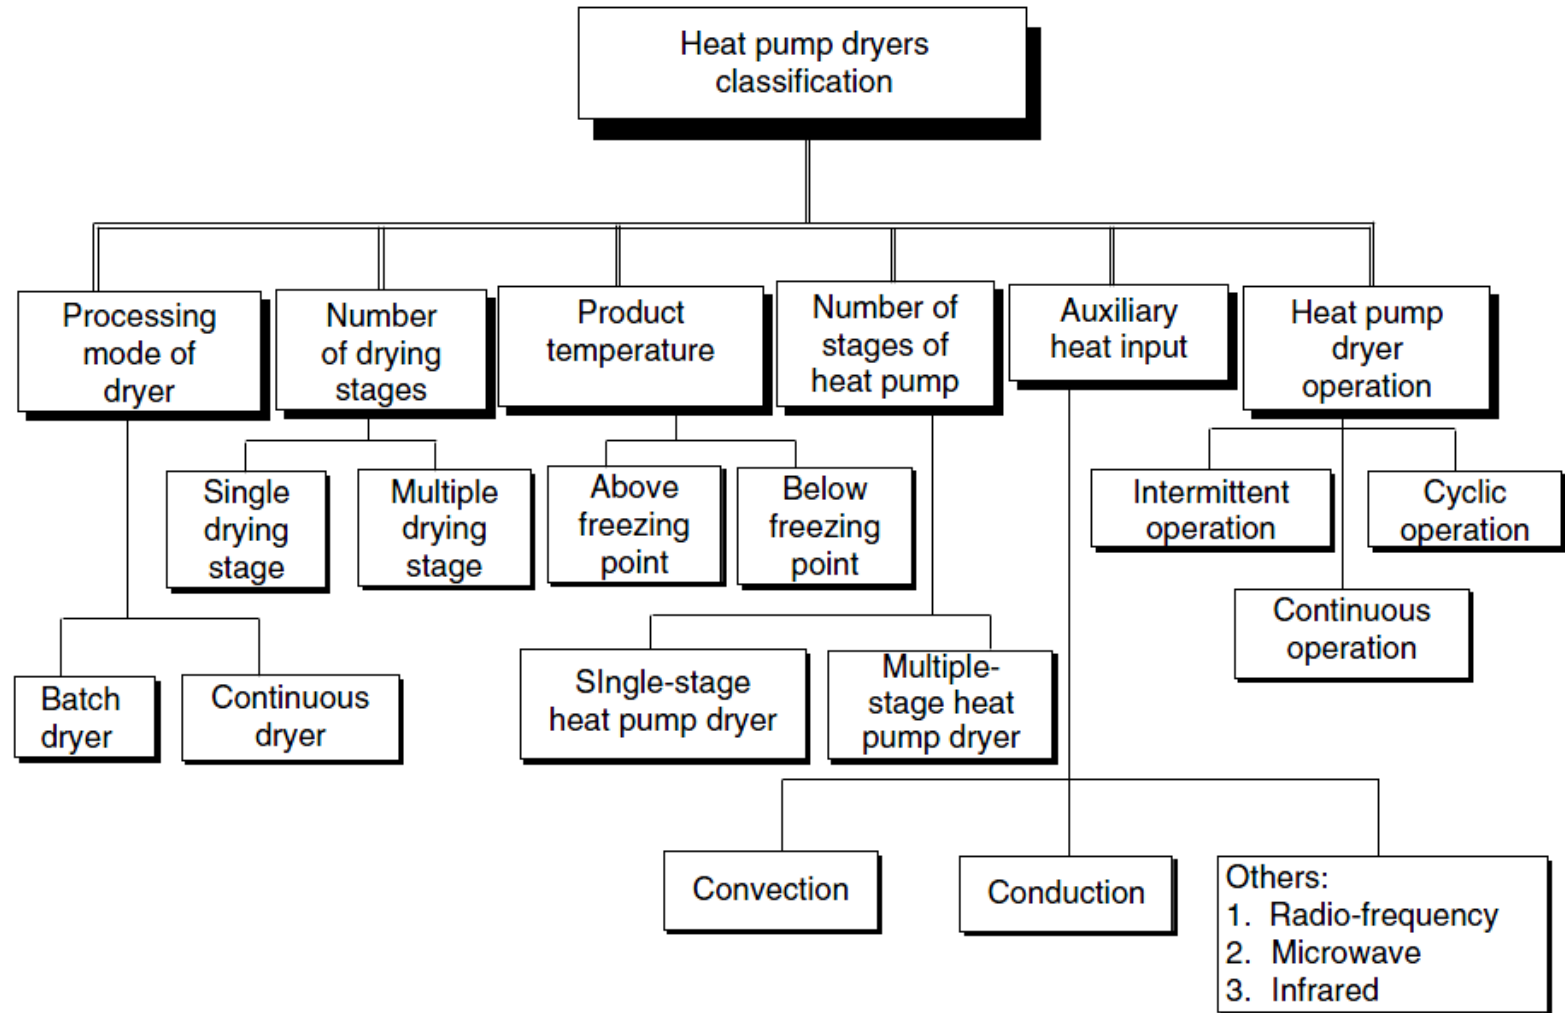 Heat pump dryers
classification
Processing
mode of
dryer
Number
of drying
stages
Product
temperature
Number of
stages of
heat pump
Auxiliary
heat input
Heat pump
dryer
operation
Single
drying
stage
Multiple
drying
stage
Above
freezing
point
Below
freezing
point
Intermittent
operation
Cyclic
operation
Continuous
operation
Batch
dryer
Continuous
dryer
SIngle-stage
heat pump dryer
Multiple-
stage heat
pump dryer
Convection
Conduction
Others:
1. Radio-frequency
2. Microwave
3. Infrared